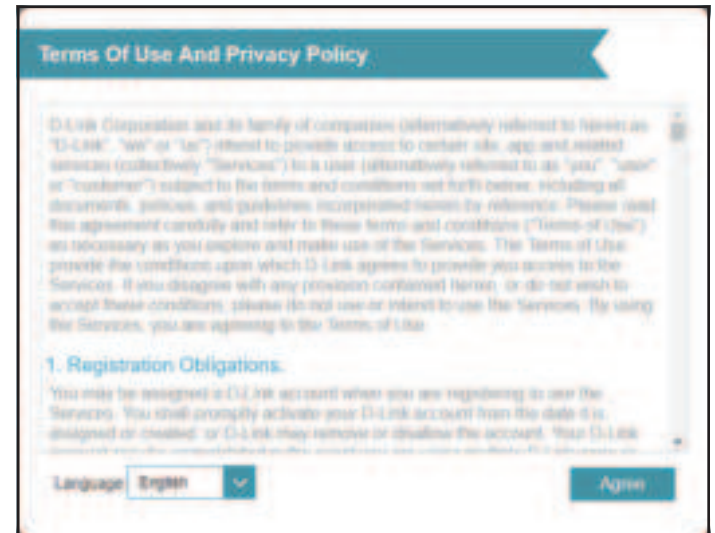 Terms Of Use And Privacy Policy
D-Link Corporation and its family of companies (alternatively referred to herein as
"D-Link", "we" or "us") intend to provide access to certain site, app and related
services (collectively "Services") to a user (alternatively referred to as "you", "user"
or "customer") subject to the terms and conditions set forth below, including all
documents, policies, and guidelines incorporated herein by reference. Please read
this agreement carefully and refer to these terms and conditions ("Terms of Use")
as necessary as you explore and make use of the Services. The Terms of Use
provide the conditions upon which D-Link agrees to provide you access to the
Services. If you disagree with any provision contained herein, or do not wish to
accept these conditions, please do not use or intend to use the Services. By using
the Services, you are agreeing to the Terms of Use.
1. Registration Obligations.
You may be assigned a D-Link account when you are registering to use the
Services. You shall promptly activate your D-Link account from the date it is
assigned or created, or D-Link may remove or disallow the account. Your D-Link
Language English
Agree